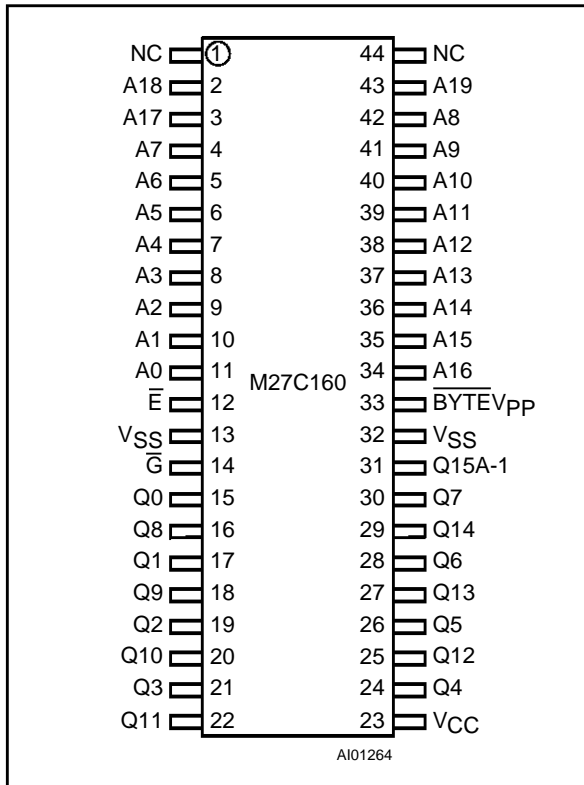 NC 1 44 NC
A18 2 43 A19
A17 3 42 A8
A7 4 41 A9
A6 5 40 A10
A5 6 39 A11
A4 7 38 A12
A3 8 37 A13
A2 9 36 A14
A1 10 35 A15
A0 11 34 A16
M27C160
E̅ 12 33 B̅Y̅T̅E̅VPP
VSS 13 32 VSS
G̅ 14 31 Q15A-1
Q0 15 30 Q7
Q8 16 29 Q14
Q1 17 28 Q6
Q9 18 27 Q13
Q2 19 26 Q5
Q10 20 25 Q12
Q3 21 24 Q4
Q11 22 23 VCC
AI01264